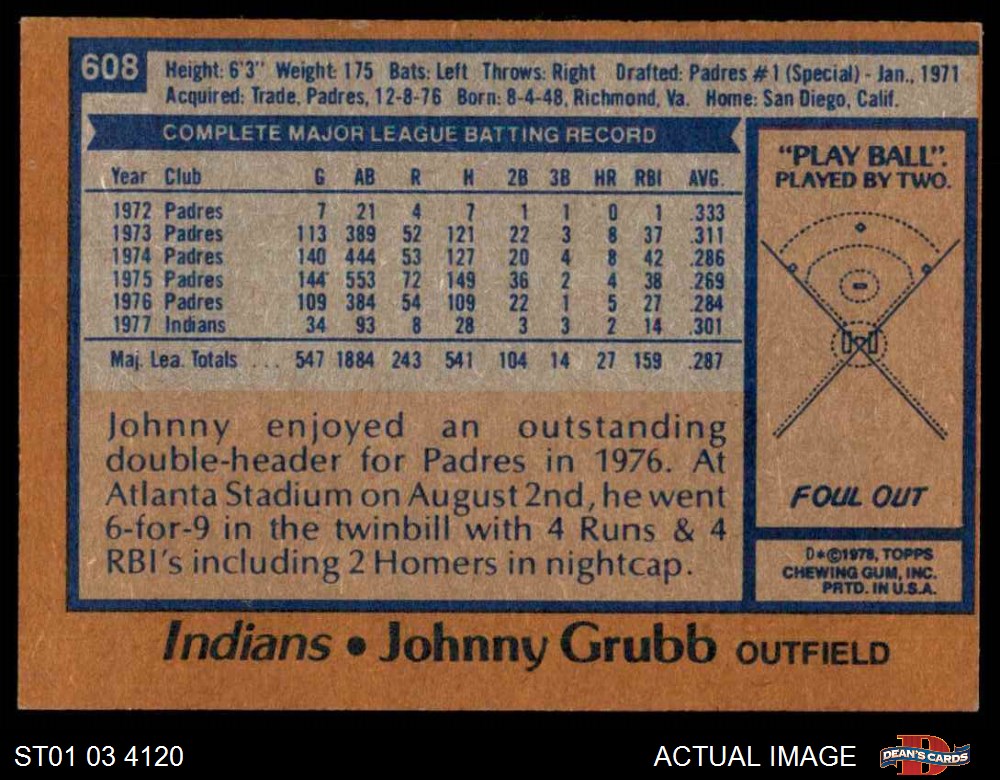 608
Height: 6'3" Weight: 175 Bats: Left Throws: Right Drafted: Padres #1 (Special) - Jan., 1971
Acquired: Trade, Padres, 12-8-76 Born: 8-4-48, Richmond, Va. Home: San Diego, Calif.
COMPLETE MAJOR LEAGUE BATTING RECORD
Year Club G AB R H 2B 3B HR RBI AVG.
1972 Padres 7 21 4 7 1 1 0 1 .333
1973 Padres 113 389 52 121 22 3 8 37 .311
1974 Padres 140 444 53 127 20 4 8 42 .286
1975 Padres 144 553 72 149 36 2 4 38 .269
1976 Padres 109 384 54 109 22 1 5 27 .284
1977 Indians 34 93 8 28 3 3 2 14 .301
Maj. Lea. Totals ... 547 1884 243 541 104 14 27 159 .287
Johnny enjoyed an outstanding
double-header for Padres in 1976. At
Atlanta Stadium on August 2nd, he went
6-for-9 in the twinbill with 4 Runs & 4
RBI's including 2 Homers in nightcap.
"PLAY BALL".
PLAYED BY TWO.
FOUL OUT
D*©1978, TOPPS
CHEWING GUM, INC.
PRTD. IN U.S.A.
Indians • Johnny Grubb OUTFIELD
ST01 03 4120
ACTUAL IMAGE
D
DEAN'S CARDS